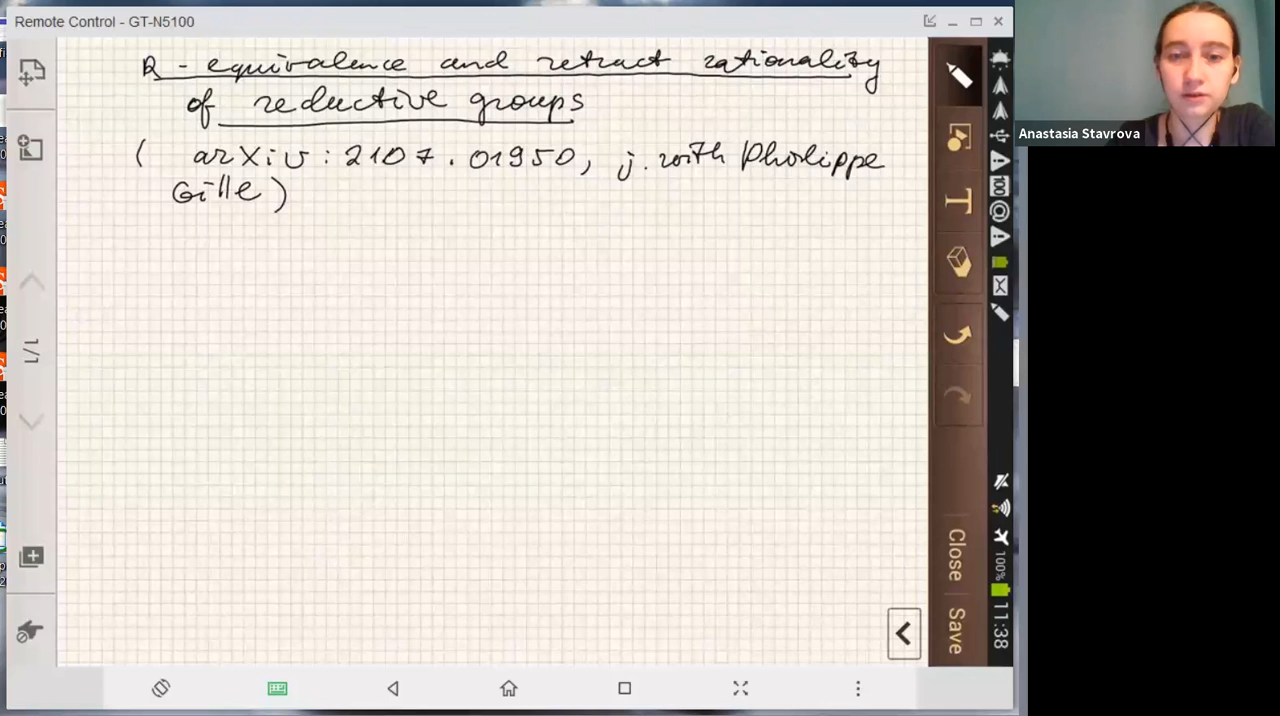 Remote Control - GT-N5100
R - equivalence and retract rationality
of reductive groups
( arXiv : 2107.01950, j. with Philippe
Gille )
Anastasia Stavrova
1/1
T
100
@
100%
11:38
Close
Save